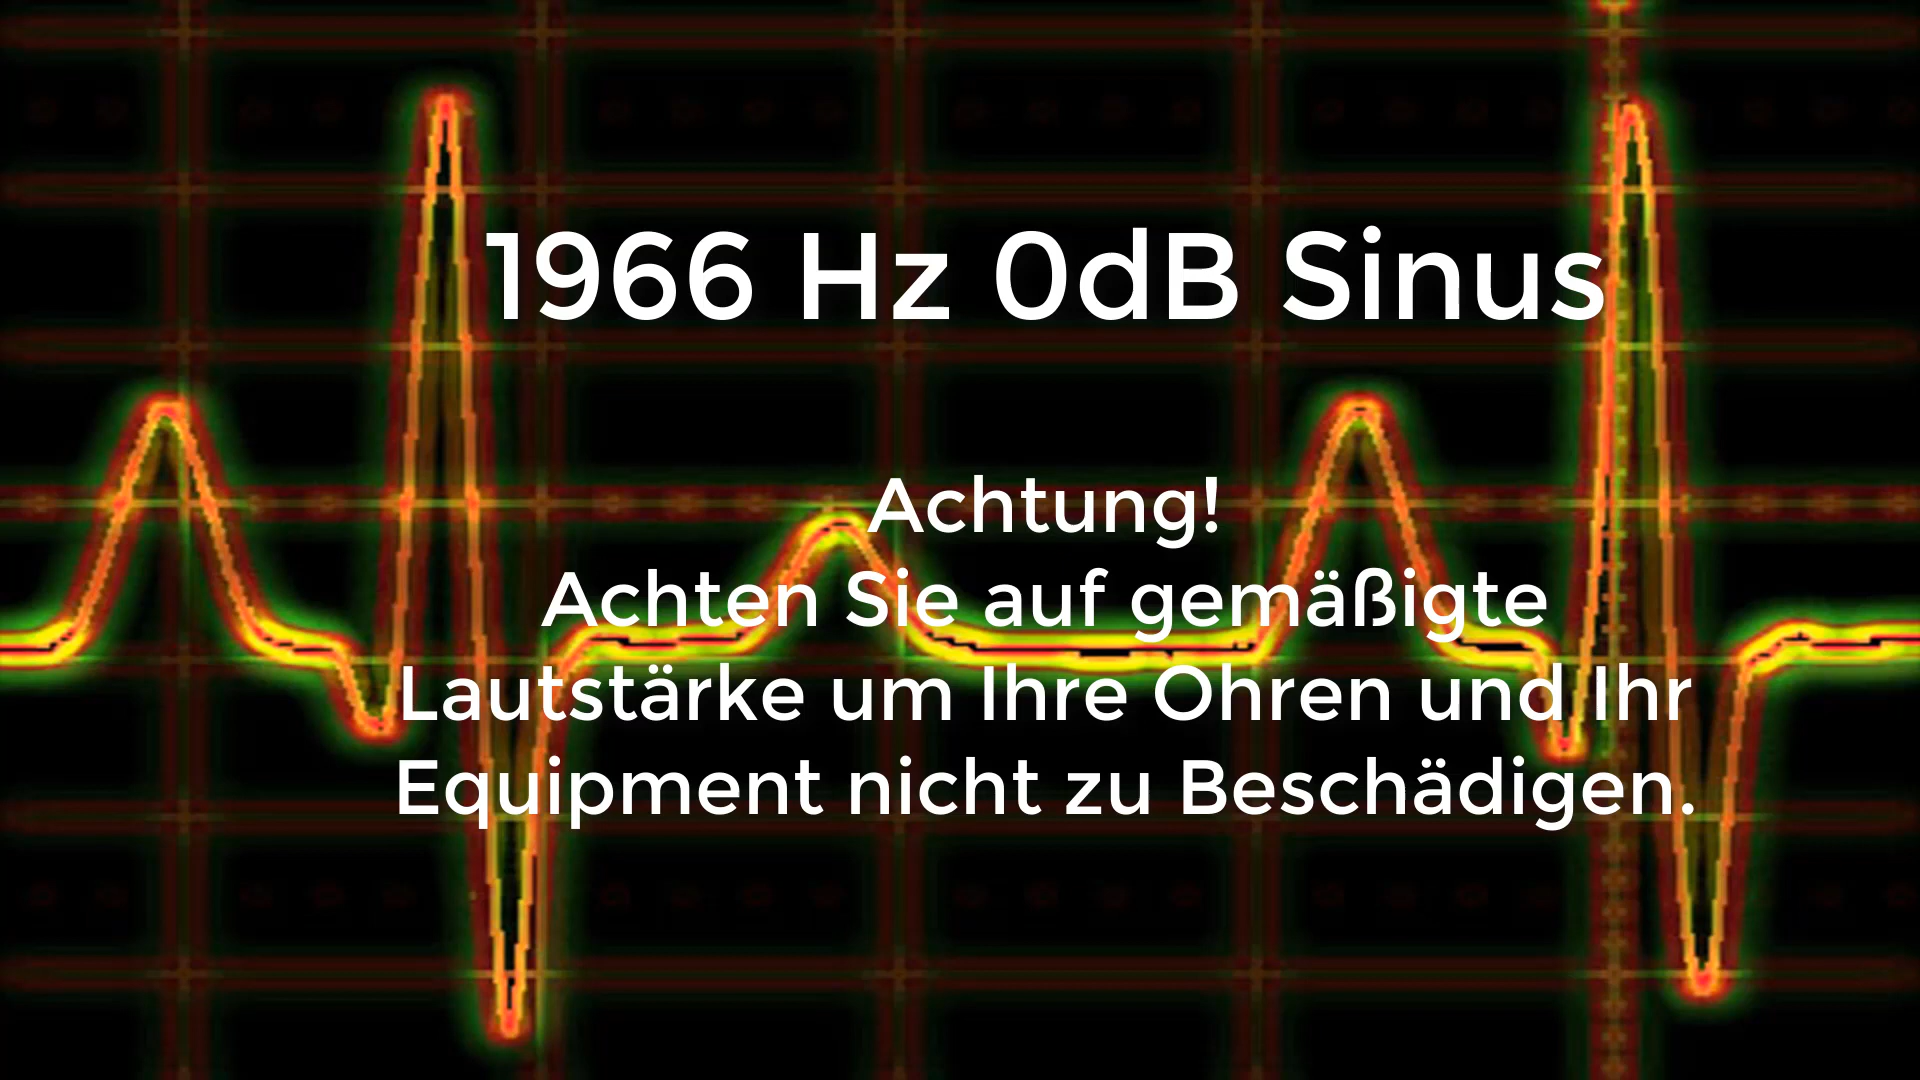 1966 Hz 0dB Sinus
Achtung!
Achten Sie auf gemäßigte
Lautstärke um Ihre Ohren und Ihr
Equipment nicht zu Beschädigen.